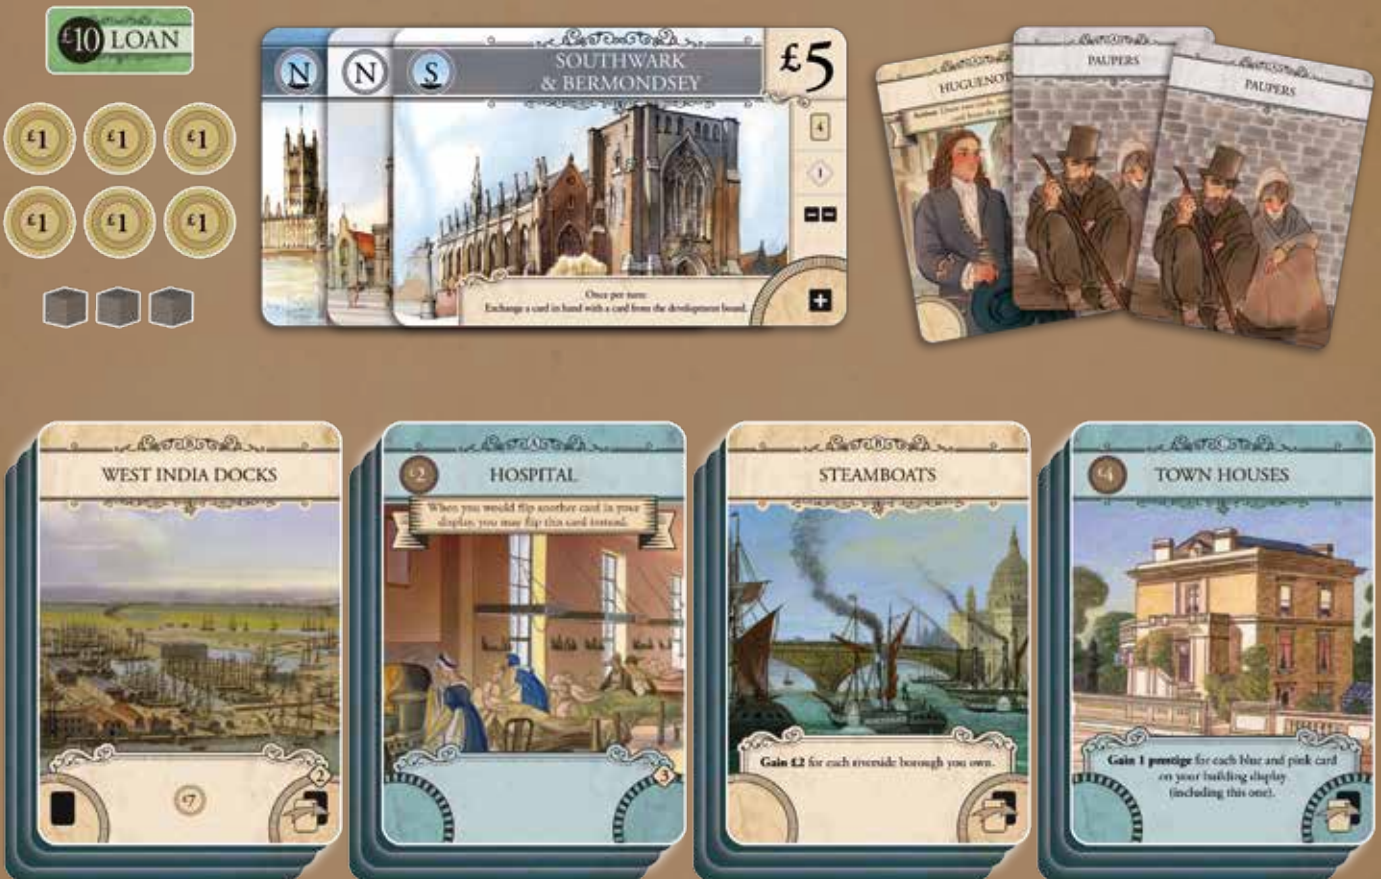 £10 LOAN
£1 £1 £1
£1 £1 £1
N
N
S
SOUTHWARK
& BERMONDSEY
£5
4
1
Once per turn:
Exchange a card in hand with a card from the development board.
HUGUENOT
PAUPERS
PAUPERS
B
WEST INDIA DOCKS
£7
2
A
£2
HOSPITAL
When you would flip another card in your
display, you may flip this card instead.
3
B
STEAMBOATS
Gain £2 for each riverside borough you own.
C
£4
TOWN HOUSES
Gain 1 prestige for each blue and pink card
on your building display
(including this one).